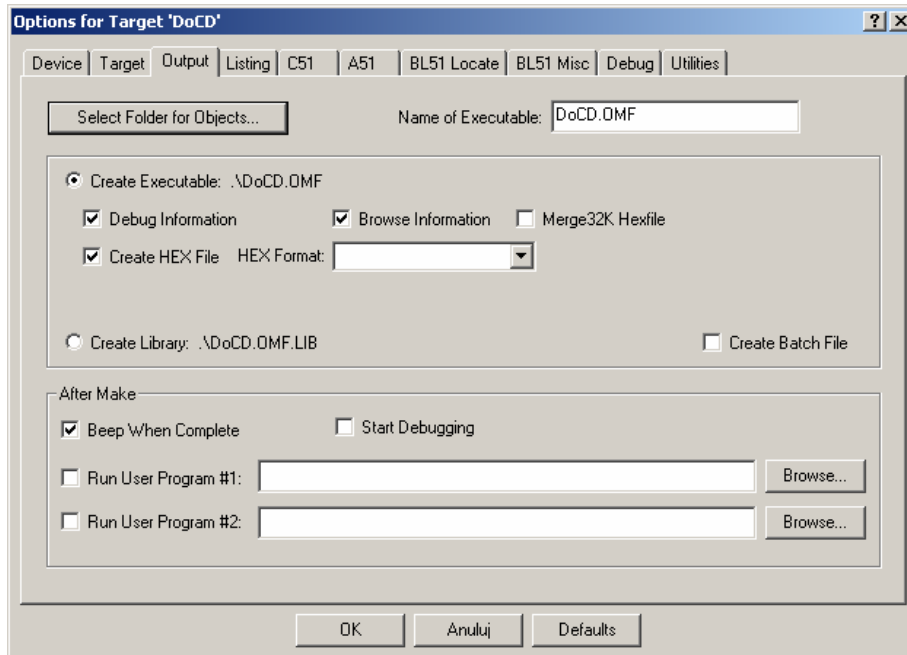 Options for Target 'DoCD'
Device Target Output Listing C51 A51 BL51 Locate BL51 Misc Debug Utilities
Select Folder for Objects... Name of Executable: DoCD.OMF
Create Executable: .\DoCD.OMF
Debug Information Browse Information Merge32K Hexfile
Create HEX File HEX Format:
Create Library: .\DoCD.OMF.LIB Create Batch File
After Make
Beep When Complete Start Debugging
Run User Program #1: Browse...
Run User Program #2: Browse...
OK Anuluj Defaults